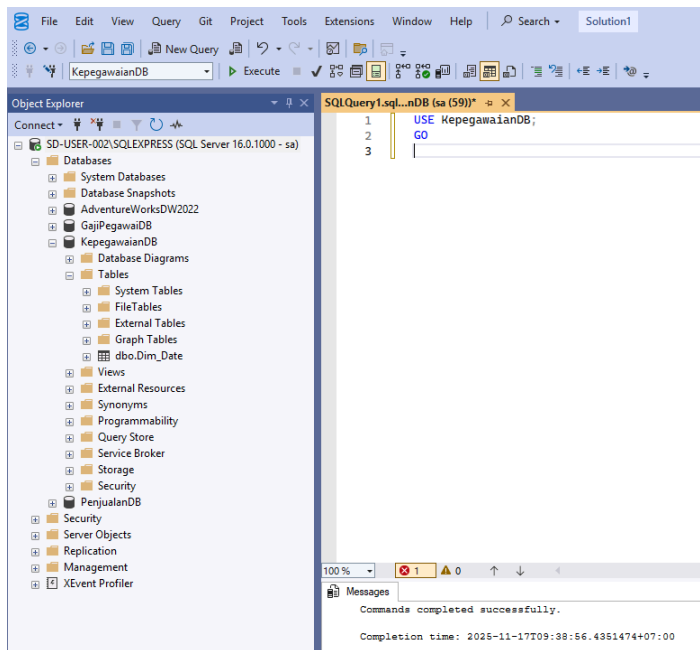 File Edit View Query Git Project Tools Extensions Window Help Search Solution1
New Query
KepegawaianDB Execute
Object Explorer
Connect
SD-USER-002\SQLEXPRESS (SQL Server 16.0.1000 - sa)
Databases
System Databases
Database Snapshots
AdventureWorksDW2022
GajiPegawaiDB
KepegawaianDB
Database Diagrams
Tables
System Tables
FileTables
External Tables
Graph Tables
dbo.Dim_Date
Views
External Resources
Synonyms
Programmability
Query Store
Service Broker
Storage
Security
PenjualanDB
Security
Server Objects
Replication
Management
XEvent Profiler
SQLQuery1.sql...nDB (sa (59))*
1 USE KepegawaianDB;
2 GO
3
100 % 1 0
Messages
Commands completed successfully.
Completion time: 2025-11-17T09:38:56.4351474+07:00